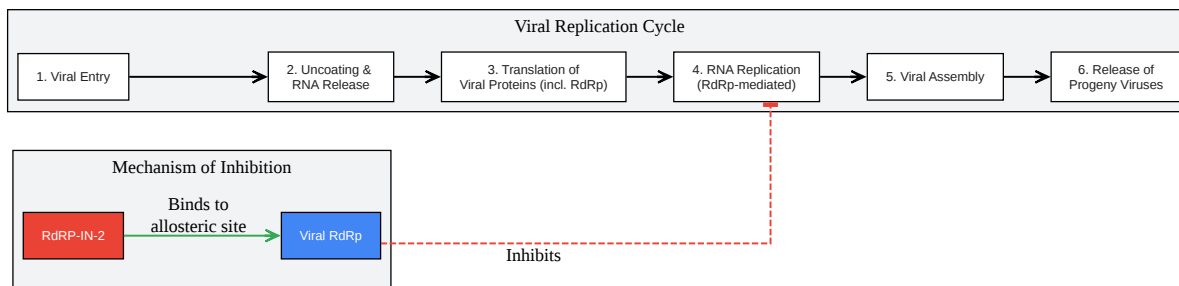 Viral Replication Cycle
1. Viral Entry
2. Uncoating &
RNA Release
3. Translation of
Viral Proteins (incl. RdRp)
4. RNA Replication
(RdRp-mediated)
5. Viral Assembly
6. Release of
Progeny Viruses
Mechanism of Inhibition
RdRP-IN-2
Binds to
allosteric site
Viral RdRp
Inhibits